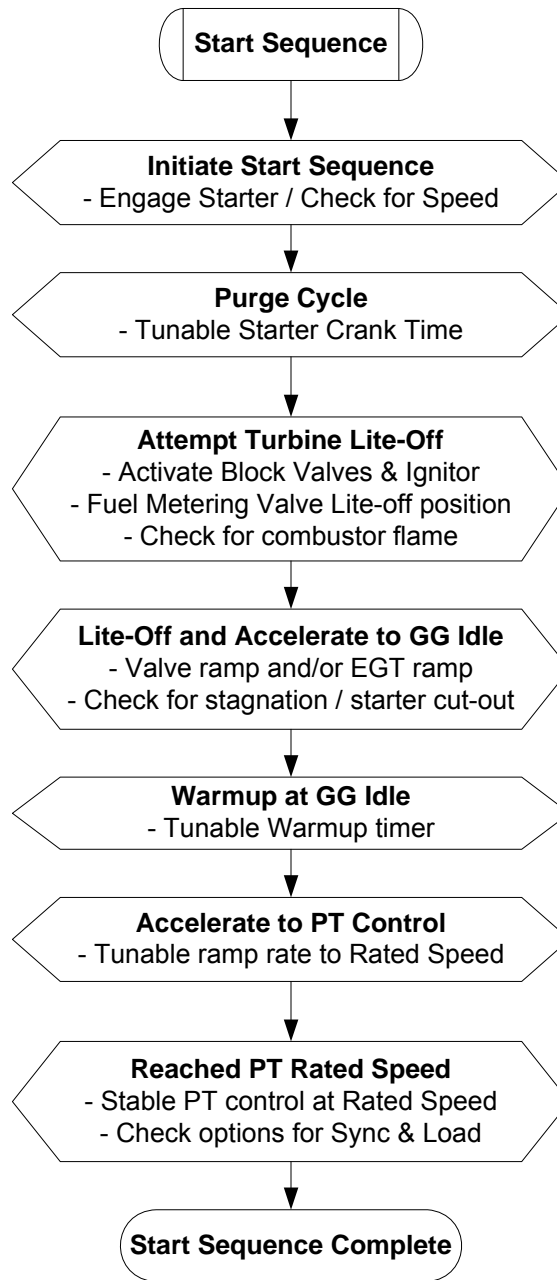 Start Sequence
Initiate Start Sequence
- Engage Starter / Check for Speed
Purge Cycle
- Tunable Starter Crank Time
Attempt Turbine Lite-Off
- Activate Block Valves & Ignitor
- Fuel Metering Valve Lite-off position
- Check for combustor flame
Lite-Off and Accelerate to GG Idle
- Valve ramp and/or EGT ramp
- Check for stagnation / starter cut-out
Warmup at GG Idle
- Tunable Warmup timer
Accelerate to PT Control
- Tunable ramp rate to Rated Speed
Reached PT Rated Speed
- Stable PT control at Rated Speed
- Check options for Sync & Load
Start Sequence Complete